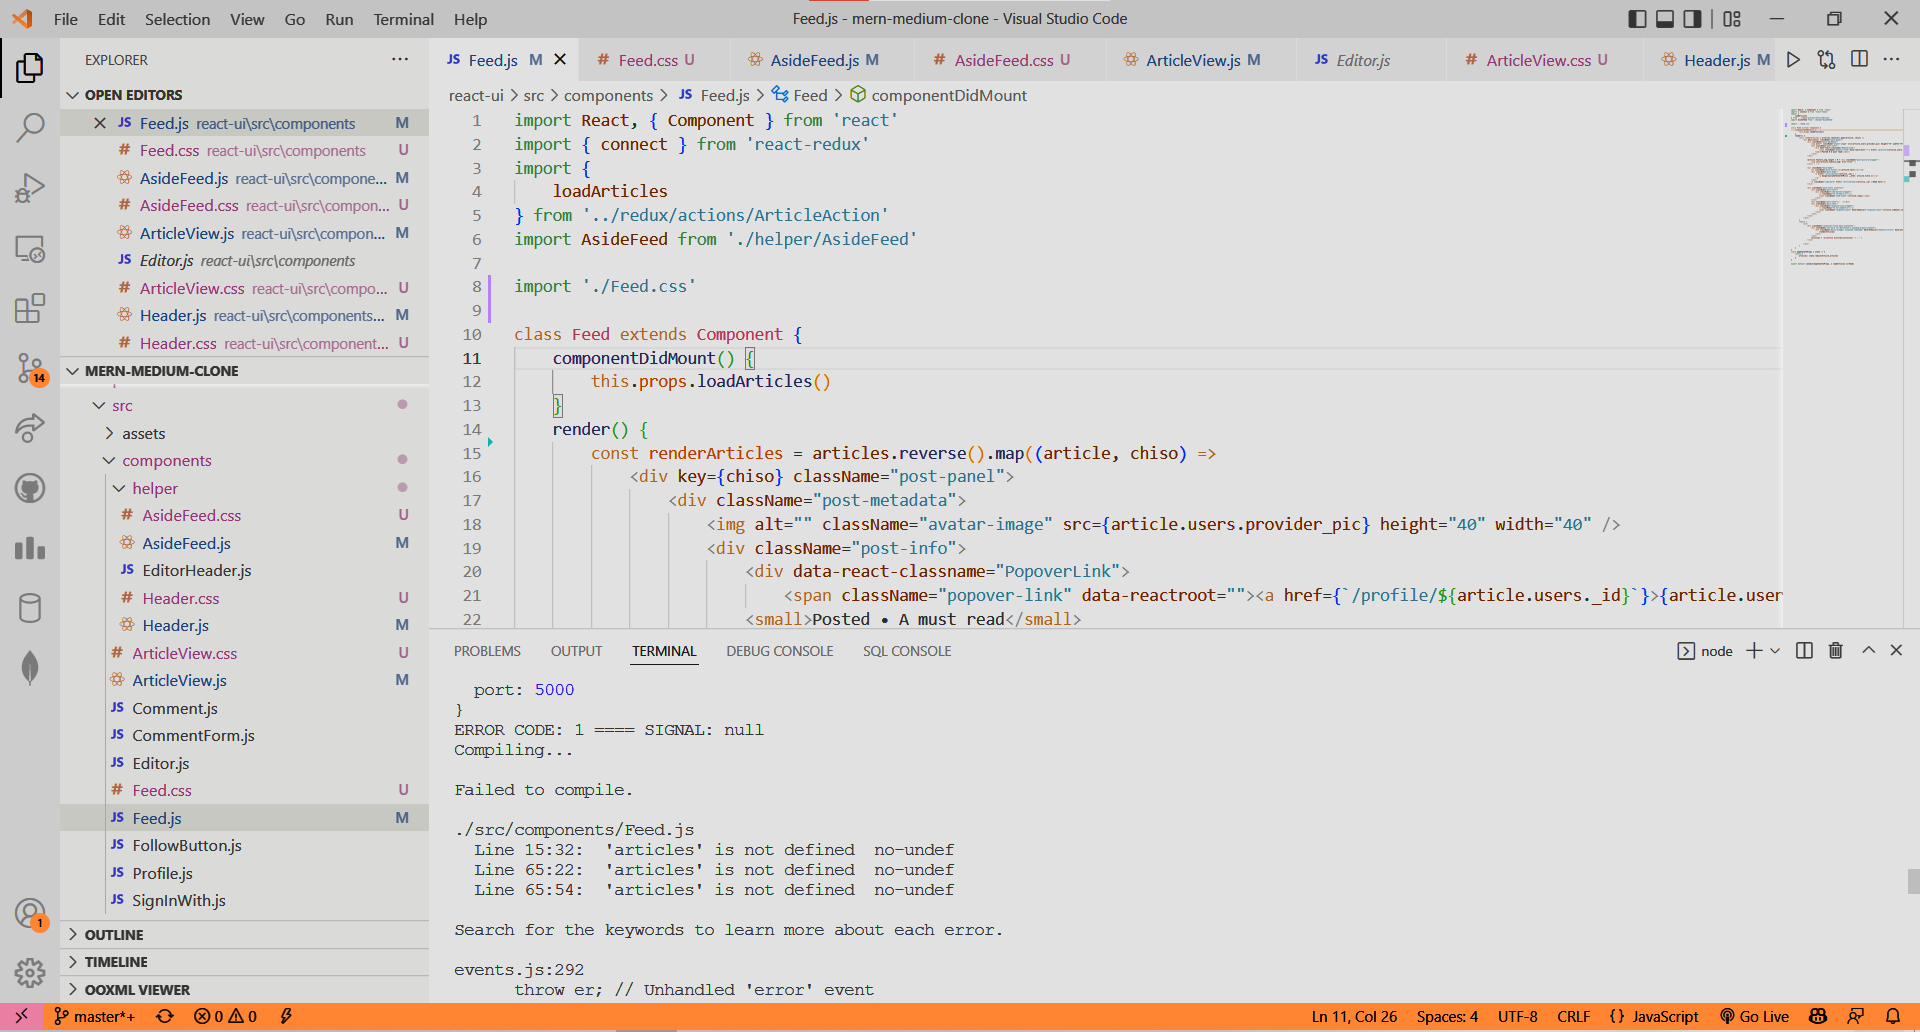 File Edit Selection View Go Run Terminal Help
Feed.js - mern-medium-clone - Visual Studio Code
EXPLORER
OPEN EDITORS
JS Feed.js react-ui\src\components M
# Feed.css react-ui\src\components U
AsideFeed.js react-ui\src\compone... M
# AsideFeed.css react-ui\src\compon... U
ArticleView.js react-ui\src\compon... M
JS Editor.js react-ui\src\components
# ArticleView.css react-ui\src\compo... U
Header.js react-ui\src\components... M
# Header.css react-ui\src\component... U
MERN-MEDIUM-CLONE
src
assets
components
helper
# AsideFeed.css U
AsideFeed.js M
JS EditorHeader.js
# Header.css U
Header.js M
# ArticleView.css U
ArticleView.js M
JS Comment.js
JS CommentForm.js
JS Editor.js
# Feed.css U
JS Feed.js M
JS FollowButton.js
JS Profile.js
JS SignInWith.js
OUTLINE
TIMELINE
OOXML VIEWER
14
1
JS Feed.js M # Feed.css U AsideFeed.js M # AsideFeed.css U ArticleView.js M JS Editor.js # ArticleView.css U Header.js M
react-ui > src > components > JS Feed.js > Feed > componentDidMount
1 import React, { Component } from 'react'
2 import { connect } from 'react-redux'
3 import {
4 loadArticles
5 } from '../redux/actions/ArticleAction'
6 import AsideFeed from './helper/AsideFeed'
7
8 import './Feed.css'
9
10 class Feed extends Component {
11 componentDidMount() {
12 this.props.loadArticles()
13 }
14 render() {
15 const renderArticles = articles.reverse().map((article, chiso) =>
16 <div key={chiso} className="post-panel">
17 <div className="post-metadata">
18 <img alt="" className="avatar-image" src={article.users.provider_pic} height="40" width="40" />
19 <div className="post-info">
20 <div data-react-classname="PopoverLink">
21 <span className="popover-link" data-reactroot=""><a href={`/profile/${article.users._id}`}>{article.user
22 <small>Posted • A must read</small>
PROBLEMS OUTPUT TERMINAL DEBUG CONSOLE SQL CONSOLE
node
port: 5000
}
ERROR CODE: 1 ==== SIGNAL: null
Compiling...
Failed to compile.
./src/components/Feed.js
Line 15:32: 'articles' is not defined no-undef
Line 65:22: 'articles' is not defined no-undef
Line 65:54: 'articles' is not defined no-undef
Search for the keywords to learn more about each error.
events.js:292
throw er; // Unhandled 'error' event
master*+ 0 0 Ln 11, Col 26 Spaces: 4 UTF-8 CRLF {} JavaScript Go Live